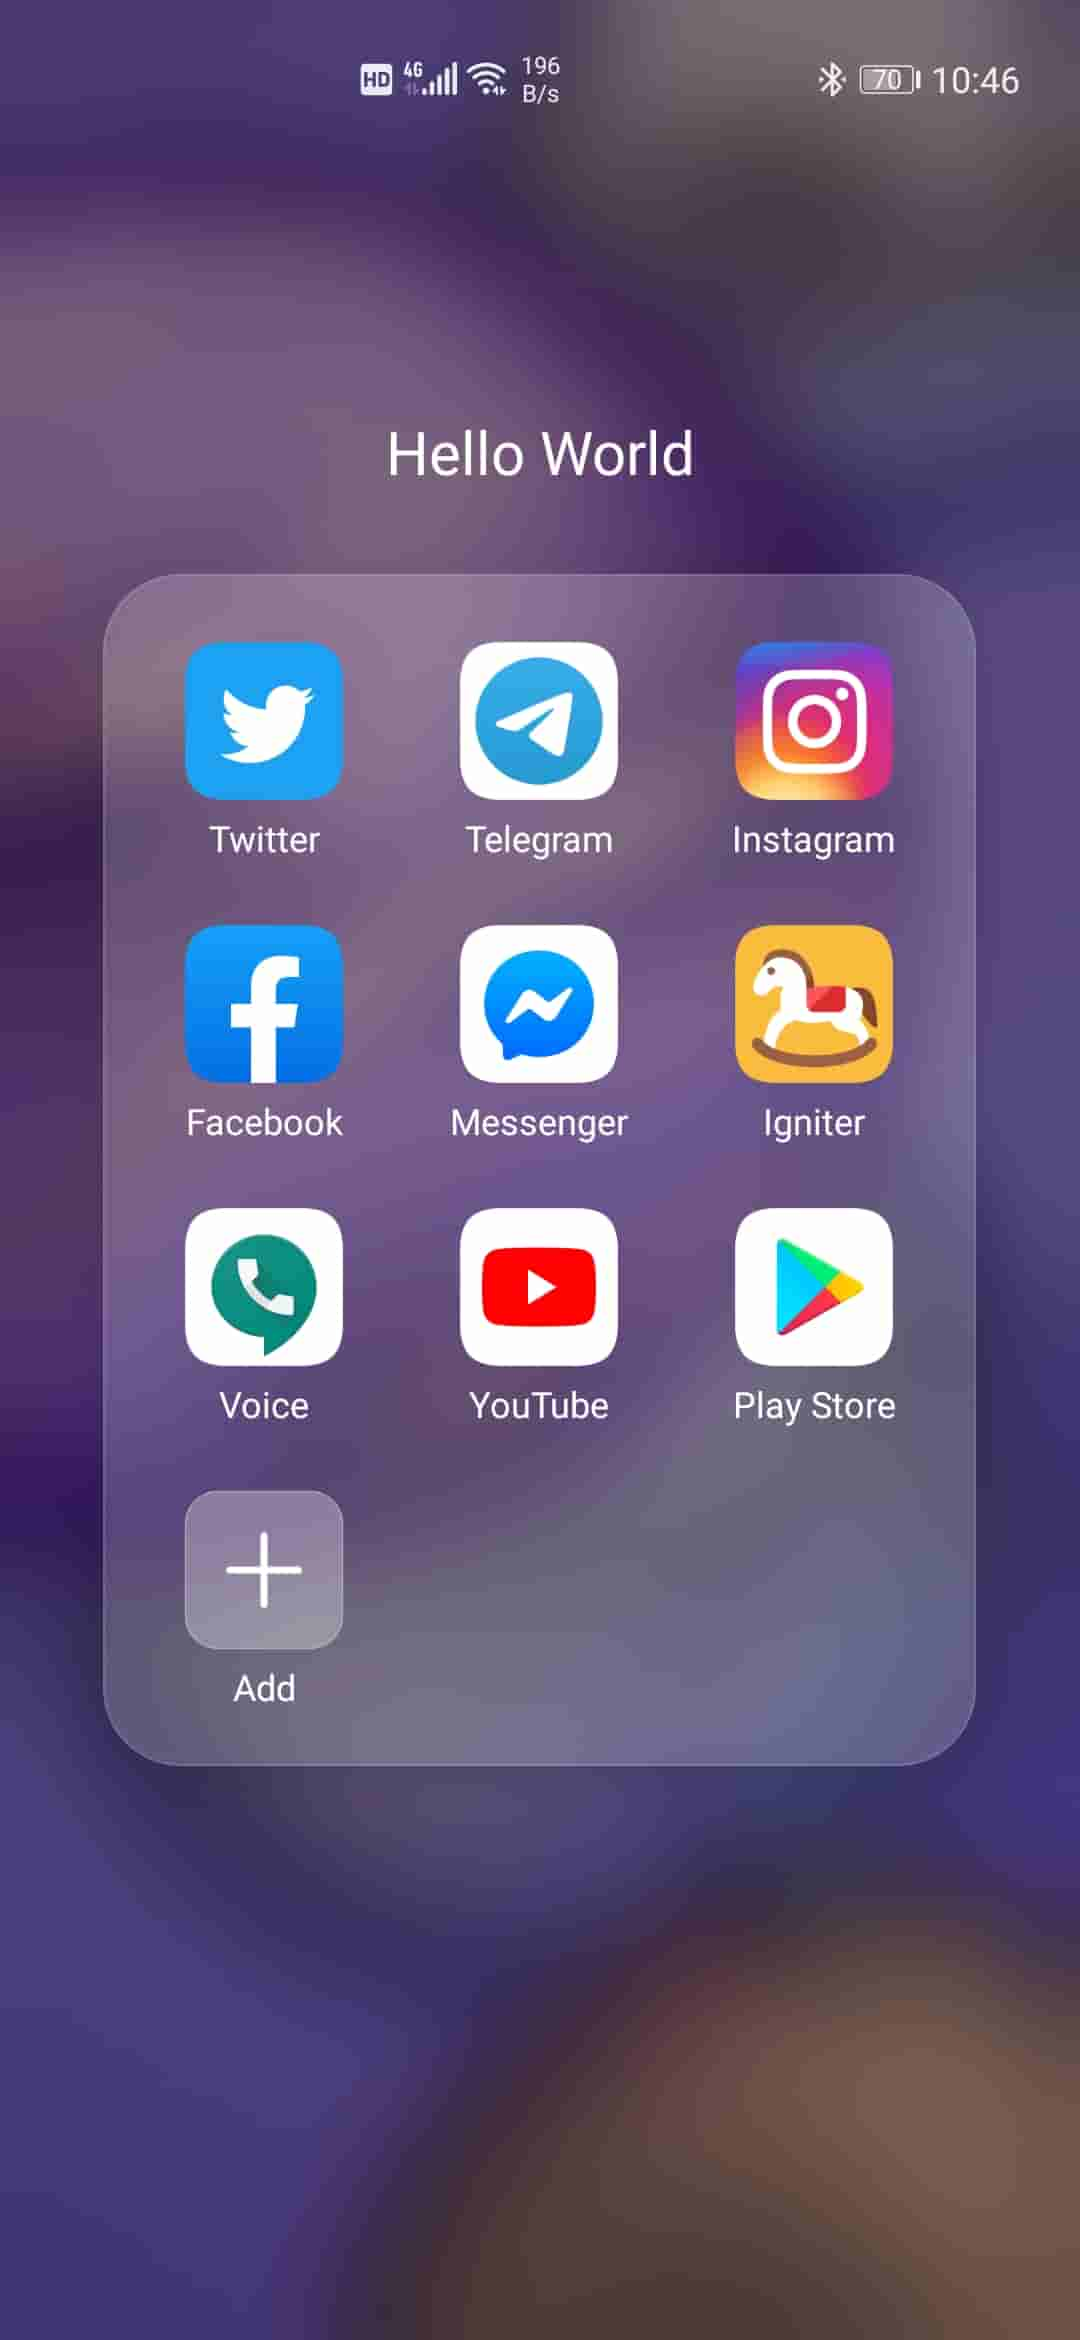 HD 4G 196 B/s 70 10:46
Hello World
Twitter Telegram Instagram
Facebook Messenger Igniter
Voice YouTube Play Store
Add